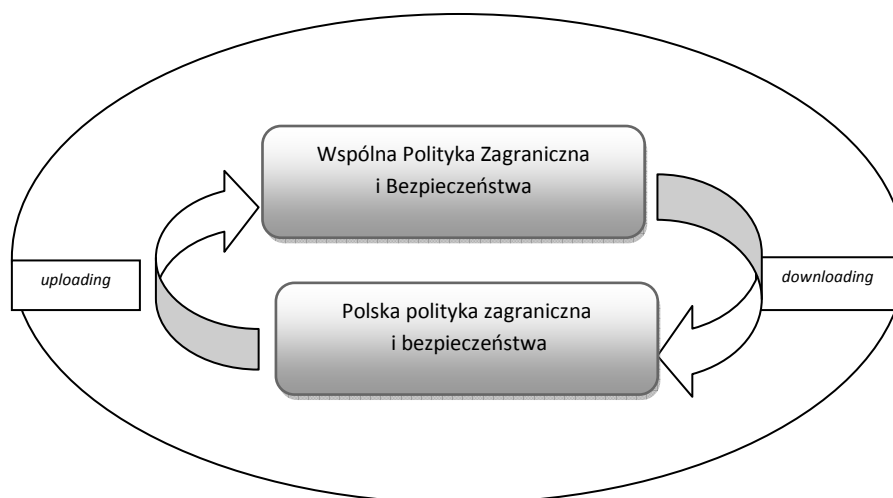 Wspólna Polityka Zagraniczna
i Bezpieczeństwa
uploading
downloading
Polska polityka zagraniczna
i bezpieczeństwa